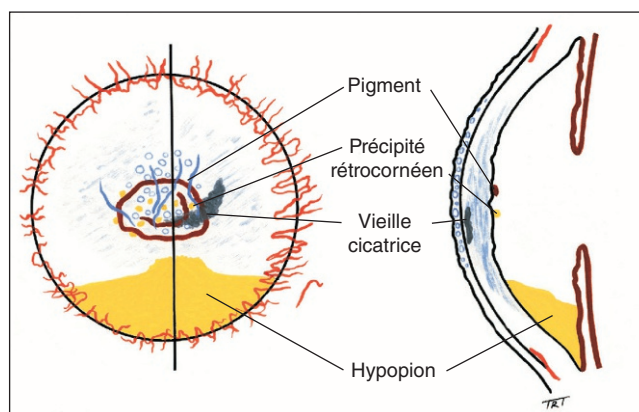 Pigment
Précipité
rétrocornéen
Vieille
cicatrice
Hypopion
TRT